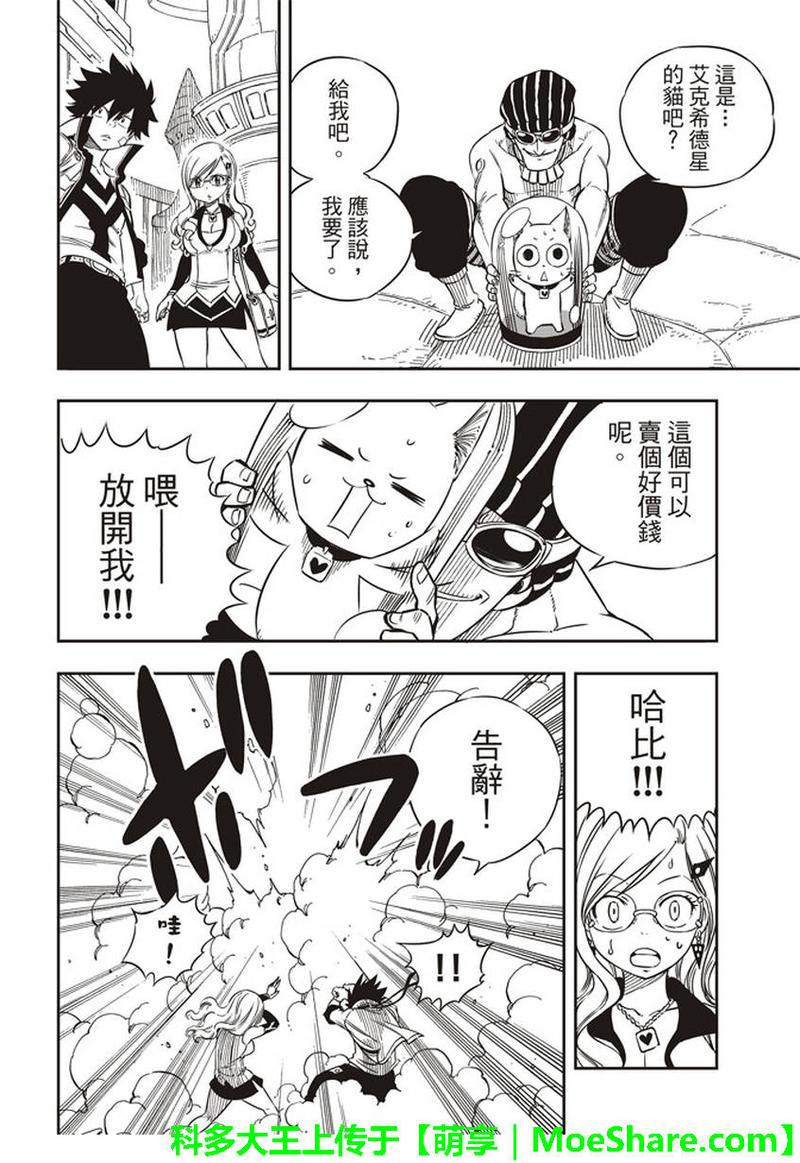 這是…
艾克希德星
的貓吧？
給我吧。
應該說，
我要了。
這個可以
賣個好價錢
呢。
喂——
放開我!!!
哈比!!!
告辭！
ボフッ
!!
哇！
科多大王上传于【萌享｜MoeShare.com】